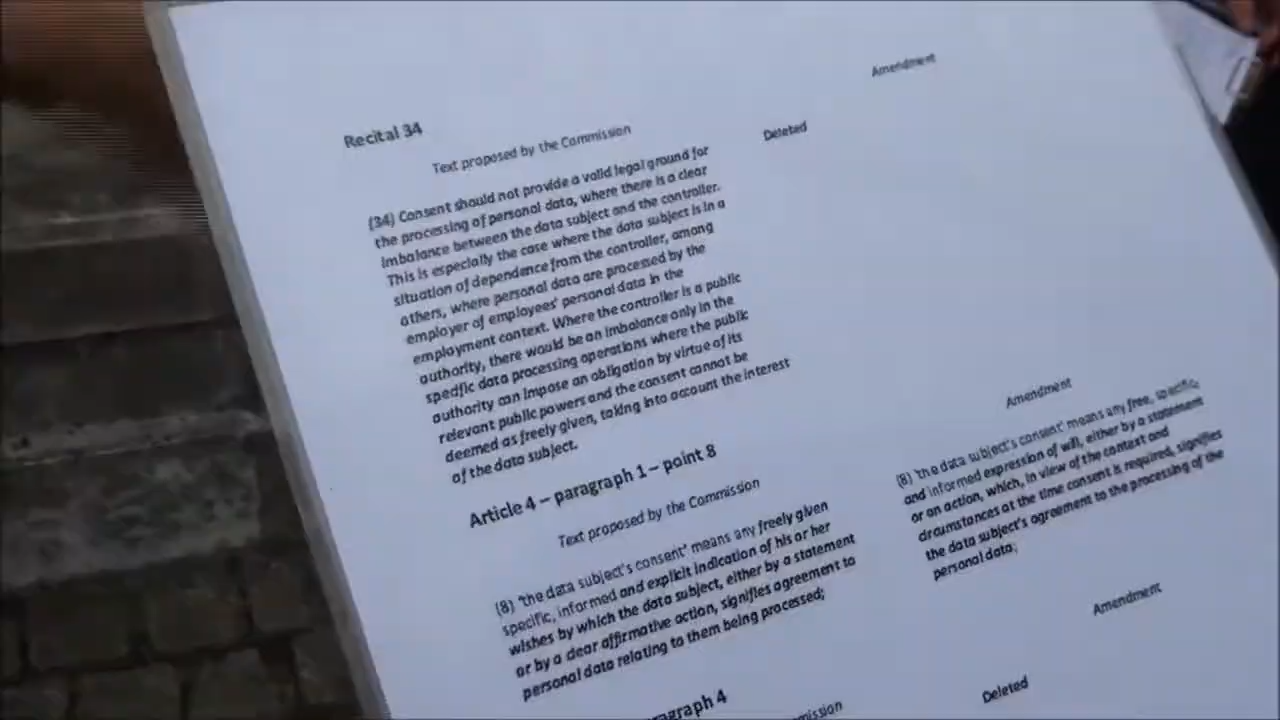 Amendment
Recital 34
Text proposed by the Commission
Deleted
(34) Consent should not provide a valid legal ground for
the processing of personal data, where there is a clear
imbalance between the data subject and the controller.
This is especially the case where the data subject is in a
situation of dependence from the controller, among
others, where personal data are processed by the
employer of employees' personal data in the
employment context. Where the controller is a public
authority, there would be an imbalance only in the
specific data processing operations where the public
authority can impose an obligation by virtue of its
relevant public powers and the consent cannot be
deemed as freely given, taking into account the interest
of the data subject.
Article 4 – paragraph 1 – point 8
Text proposed by the Commission
Amendment
(8) 'the data subject's consent' means any freely given
specific, informed and explicit indication of his or her
wishes by which the data subject, either by a statement
or by a clear affirmative action, signifies agreement to
personal data relating to them being processed;
(8) 'the data subject's consent' means any free, specific,
and informed expression of will, either by a statement
or an action, which, in view of the context and
circumstances at the time consent is required, signifies
the data subject's agreement to the processing of the
personal data;
Amendment
paragraph 4
Commission
Deleted